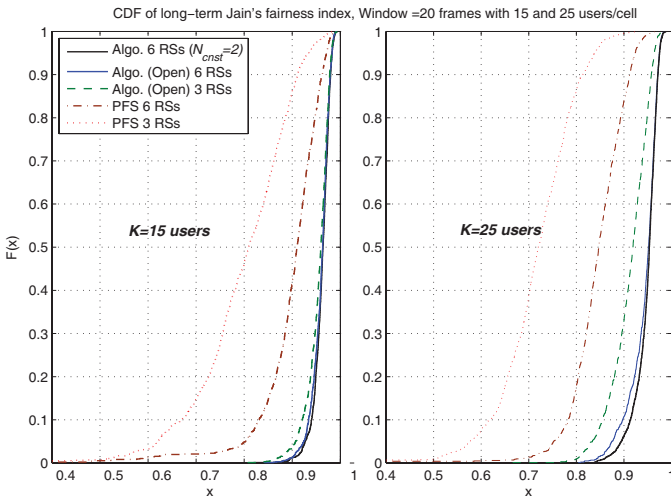 CDF of long-term Jain's fairness index, Window =20 frames with 15 and 25 users/cell
Algo. 6 RSs (N_cnst=2)
Algo. (Open) 6 RSs
Algo. (Open) 3 RSs
PFS 6 RSs
PFS 3 RSs
F(x)
1
0.9
0.8
0.7
0.6
0.5
0.4
0.3
0.2
0.1
0
K=15 users
0.4 0.5 0.6 0.7 0.8 0.9 1
x
1
0.9
0.8
0.7
0.6
0.5
0.4
0.3
0.2
0.1
0
K=25 users
0.4 0.5 0.6 0.7 0.8 0.9 1
x